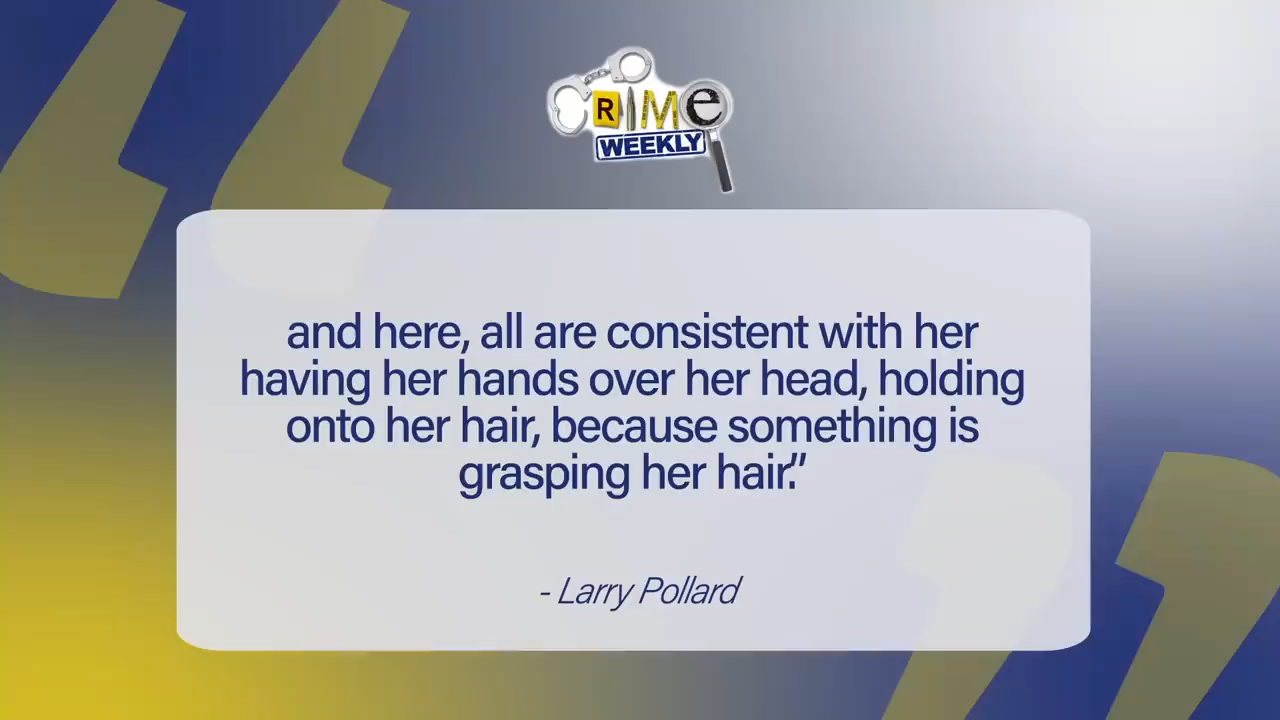 CRIMe
WEEKLY
and here, all are consistent with her
having her hands over her head, holding
onto her hair, because something is
grasping her hair.”
- Larry Pollard